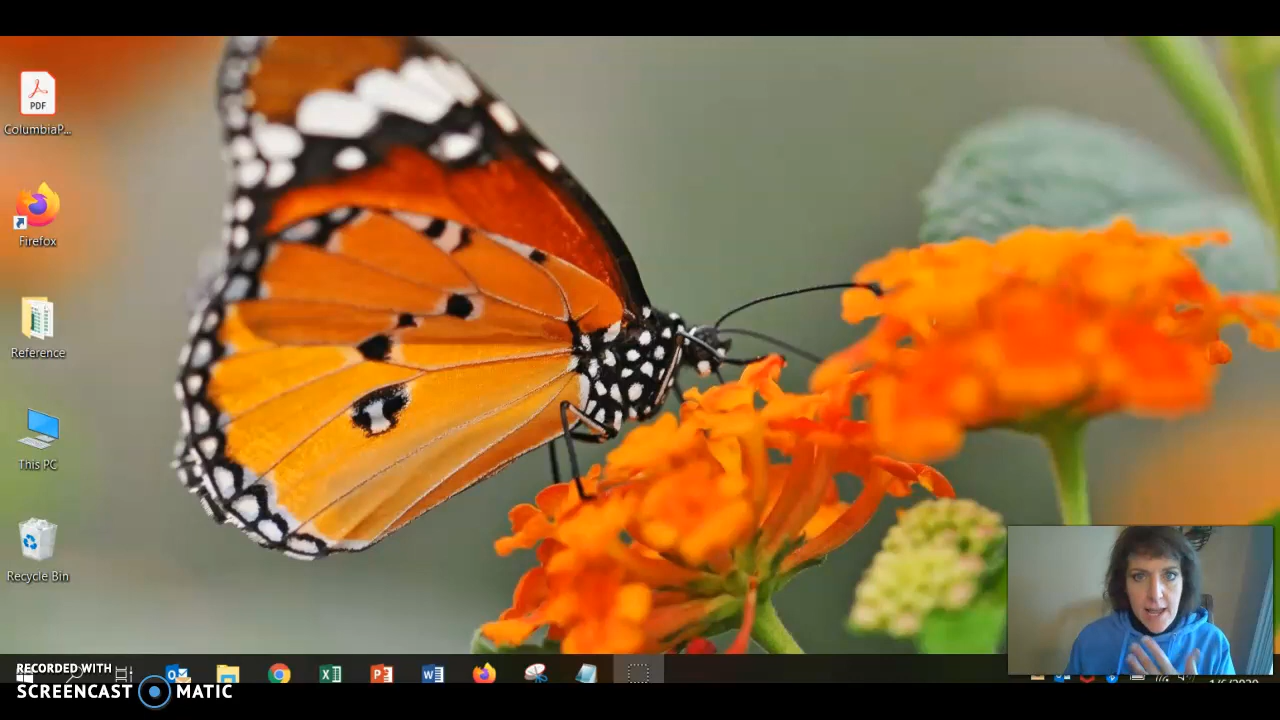 PDF
ColumbiaP...
Firefox
Reference
This PC
Recycle Bin
RECORDED WITH
SCREENCAST MATIC